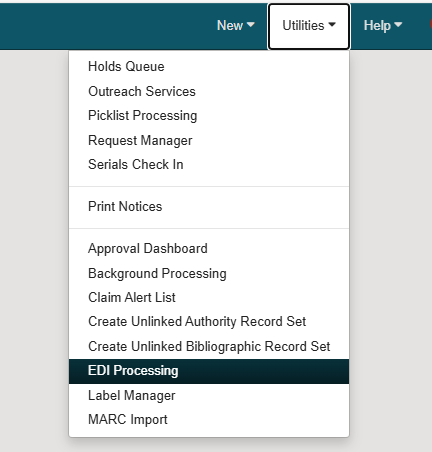 New Utilities Help
Holds Queue
Outreach Services
Picklist Processing
Request Manager
Serials Check In
Print Notices
Approval Dashboard
Background Processing
Claim Alert List
Create Unlinked Authority Record Set
Create Unlinked Bibliographic Record Set
EDI Processing
Label Manager
MARC Import